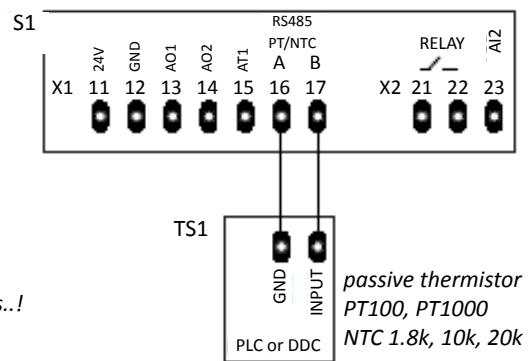 S1
RS485
PT/NTC
RELAY
24V GND AO1 AO2 AT1 A B AI2
X1 11 12 13 14 15 16 17 X2 21 22 23
TS1
GND INPUT
s..!
PLC or DDC
passive thermistor
PT100, PT1000
NTC 1.8k, 10k, 20k